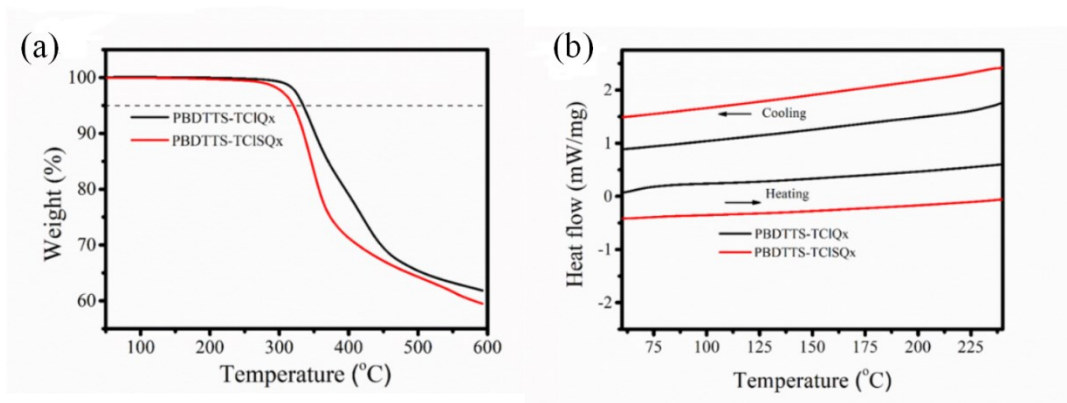 (a)
100
90
80
70
60
Weight (%)
PBDTTS-TClQx
PBDTTS-TClSQx
100
200
300
400
500
600
Temperature (°C)
(b)
2
1
0
-1
-2
Heat flow (mW/mg)
Cooling
Heating
PBDTTS-TClQx
PBDTTS-TClSQx
75
100
125
150
175
200
225
Temperature (°C)